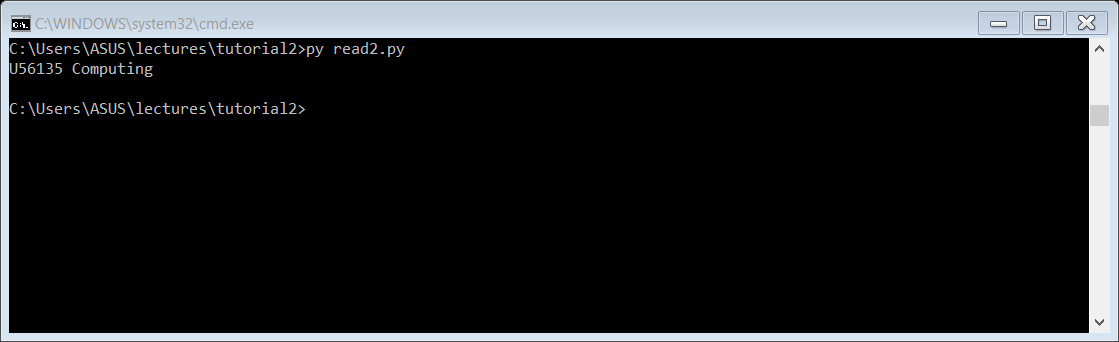 C:\WINDOWS\system32\cmd.exe
C:\Users\ASUS\lectures\tutorial2>py read2.py
U56135 Computing
C:\Users\ASUS\lectures\tutorial2>